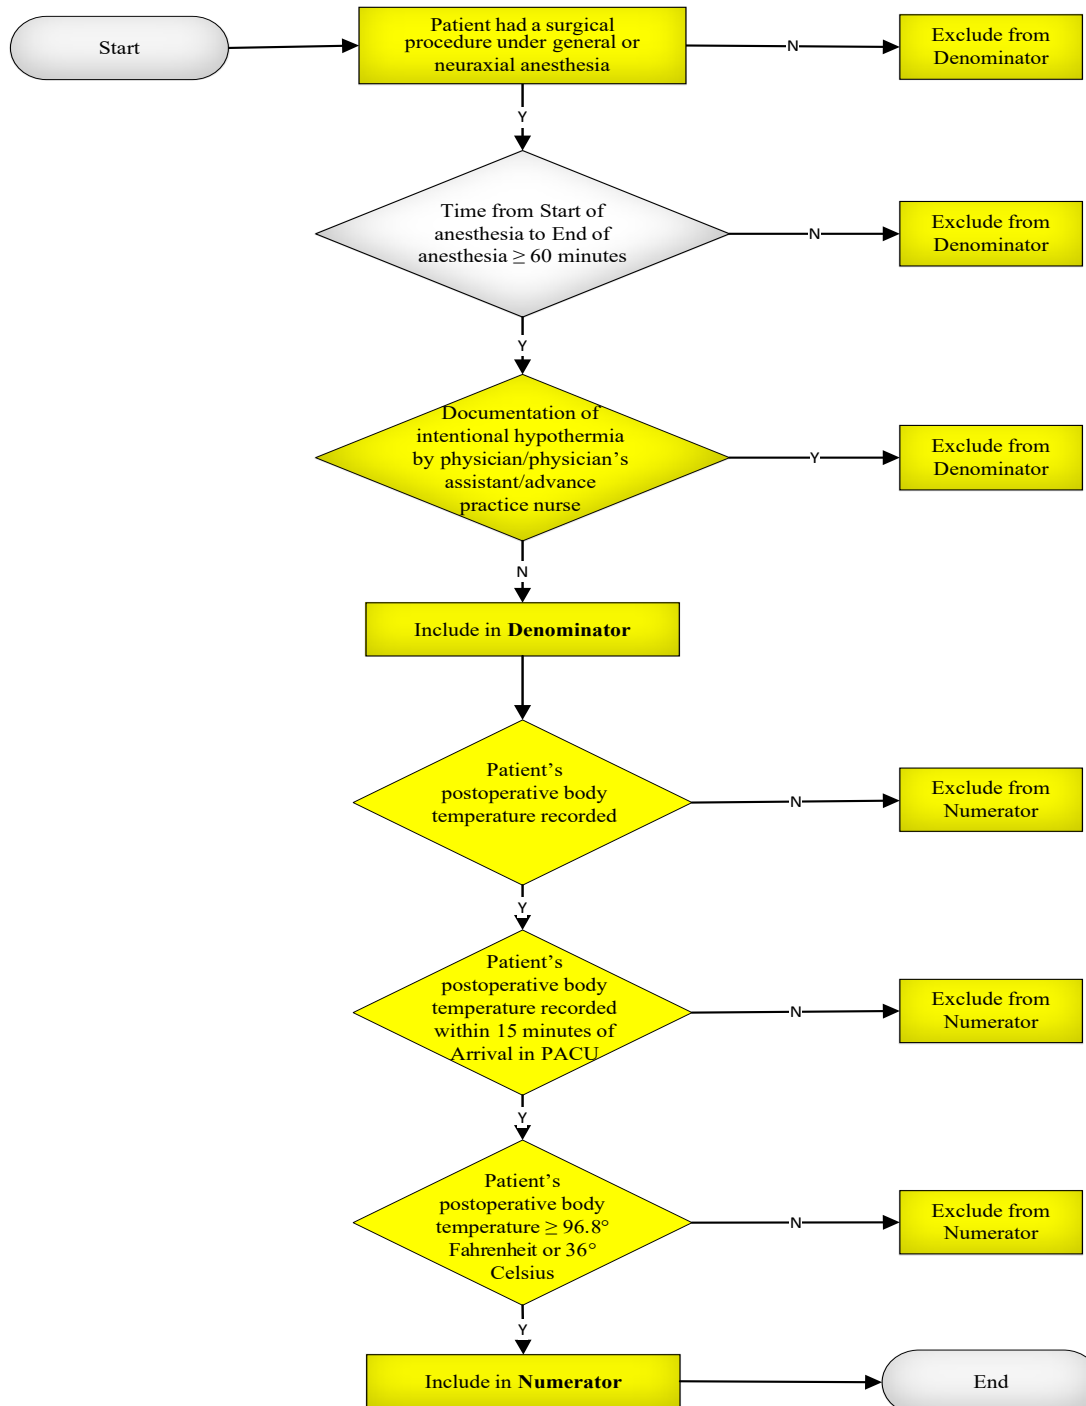 Start
Patient had a surgical
procedure under general or
neuraxial anesthesia
N
Exclude from
Denominator
Y
Time from Start of
anesthesia to End of
anesthesia ≥ 60 minutes
N
Exclude from
Denominator
Y
Documentation of
intentional hypothermia
by physician/physician’s
assistant/advance
practice nurse
Y
Exclude from
Denominator
N
Include in Denominator
Patient’s
postoperative body
temperature recorded
N
Exclude from
Numerator
Y
Patient’s
postoperative body
temperature recorded
within 15 minutes of
Arrival in PACU
N
Exclude from
Numerator
Y
Patient’s
postoperative body
temperature ≥ 96.8°
Fahrenheit or 36°
Celsius
N
Exclude from
Numerator
Y
Include in Numerator
End